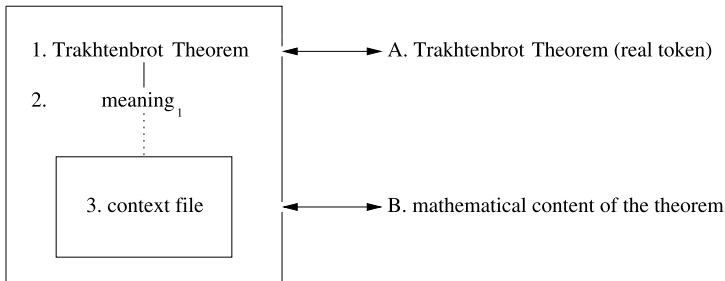 1. Trakhtenbrot Theorem
A. Trakhtenbrot Theorem (real token)
2. meaning1
3. context file
B. mathematical content of the theorem